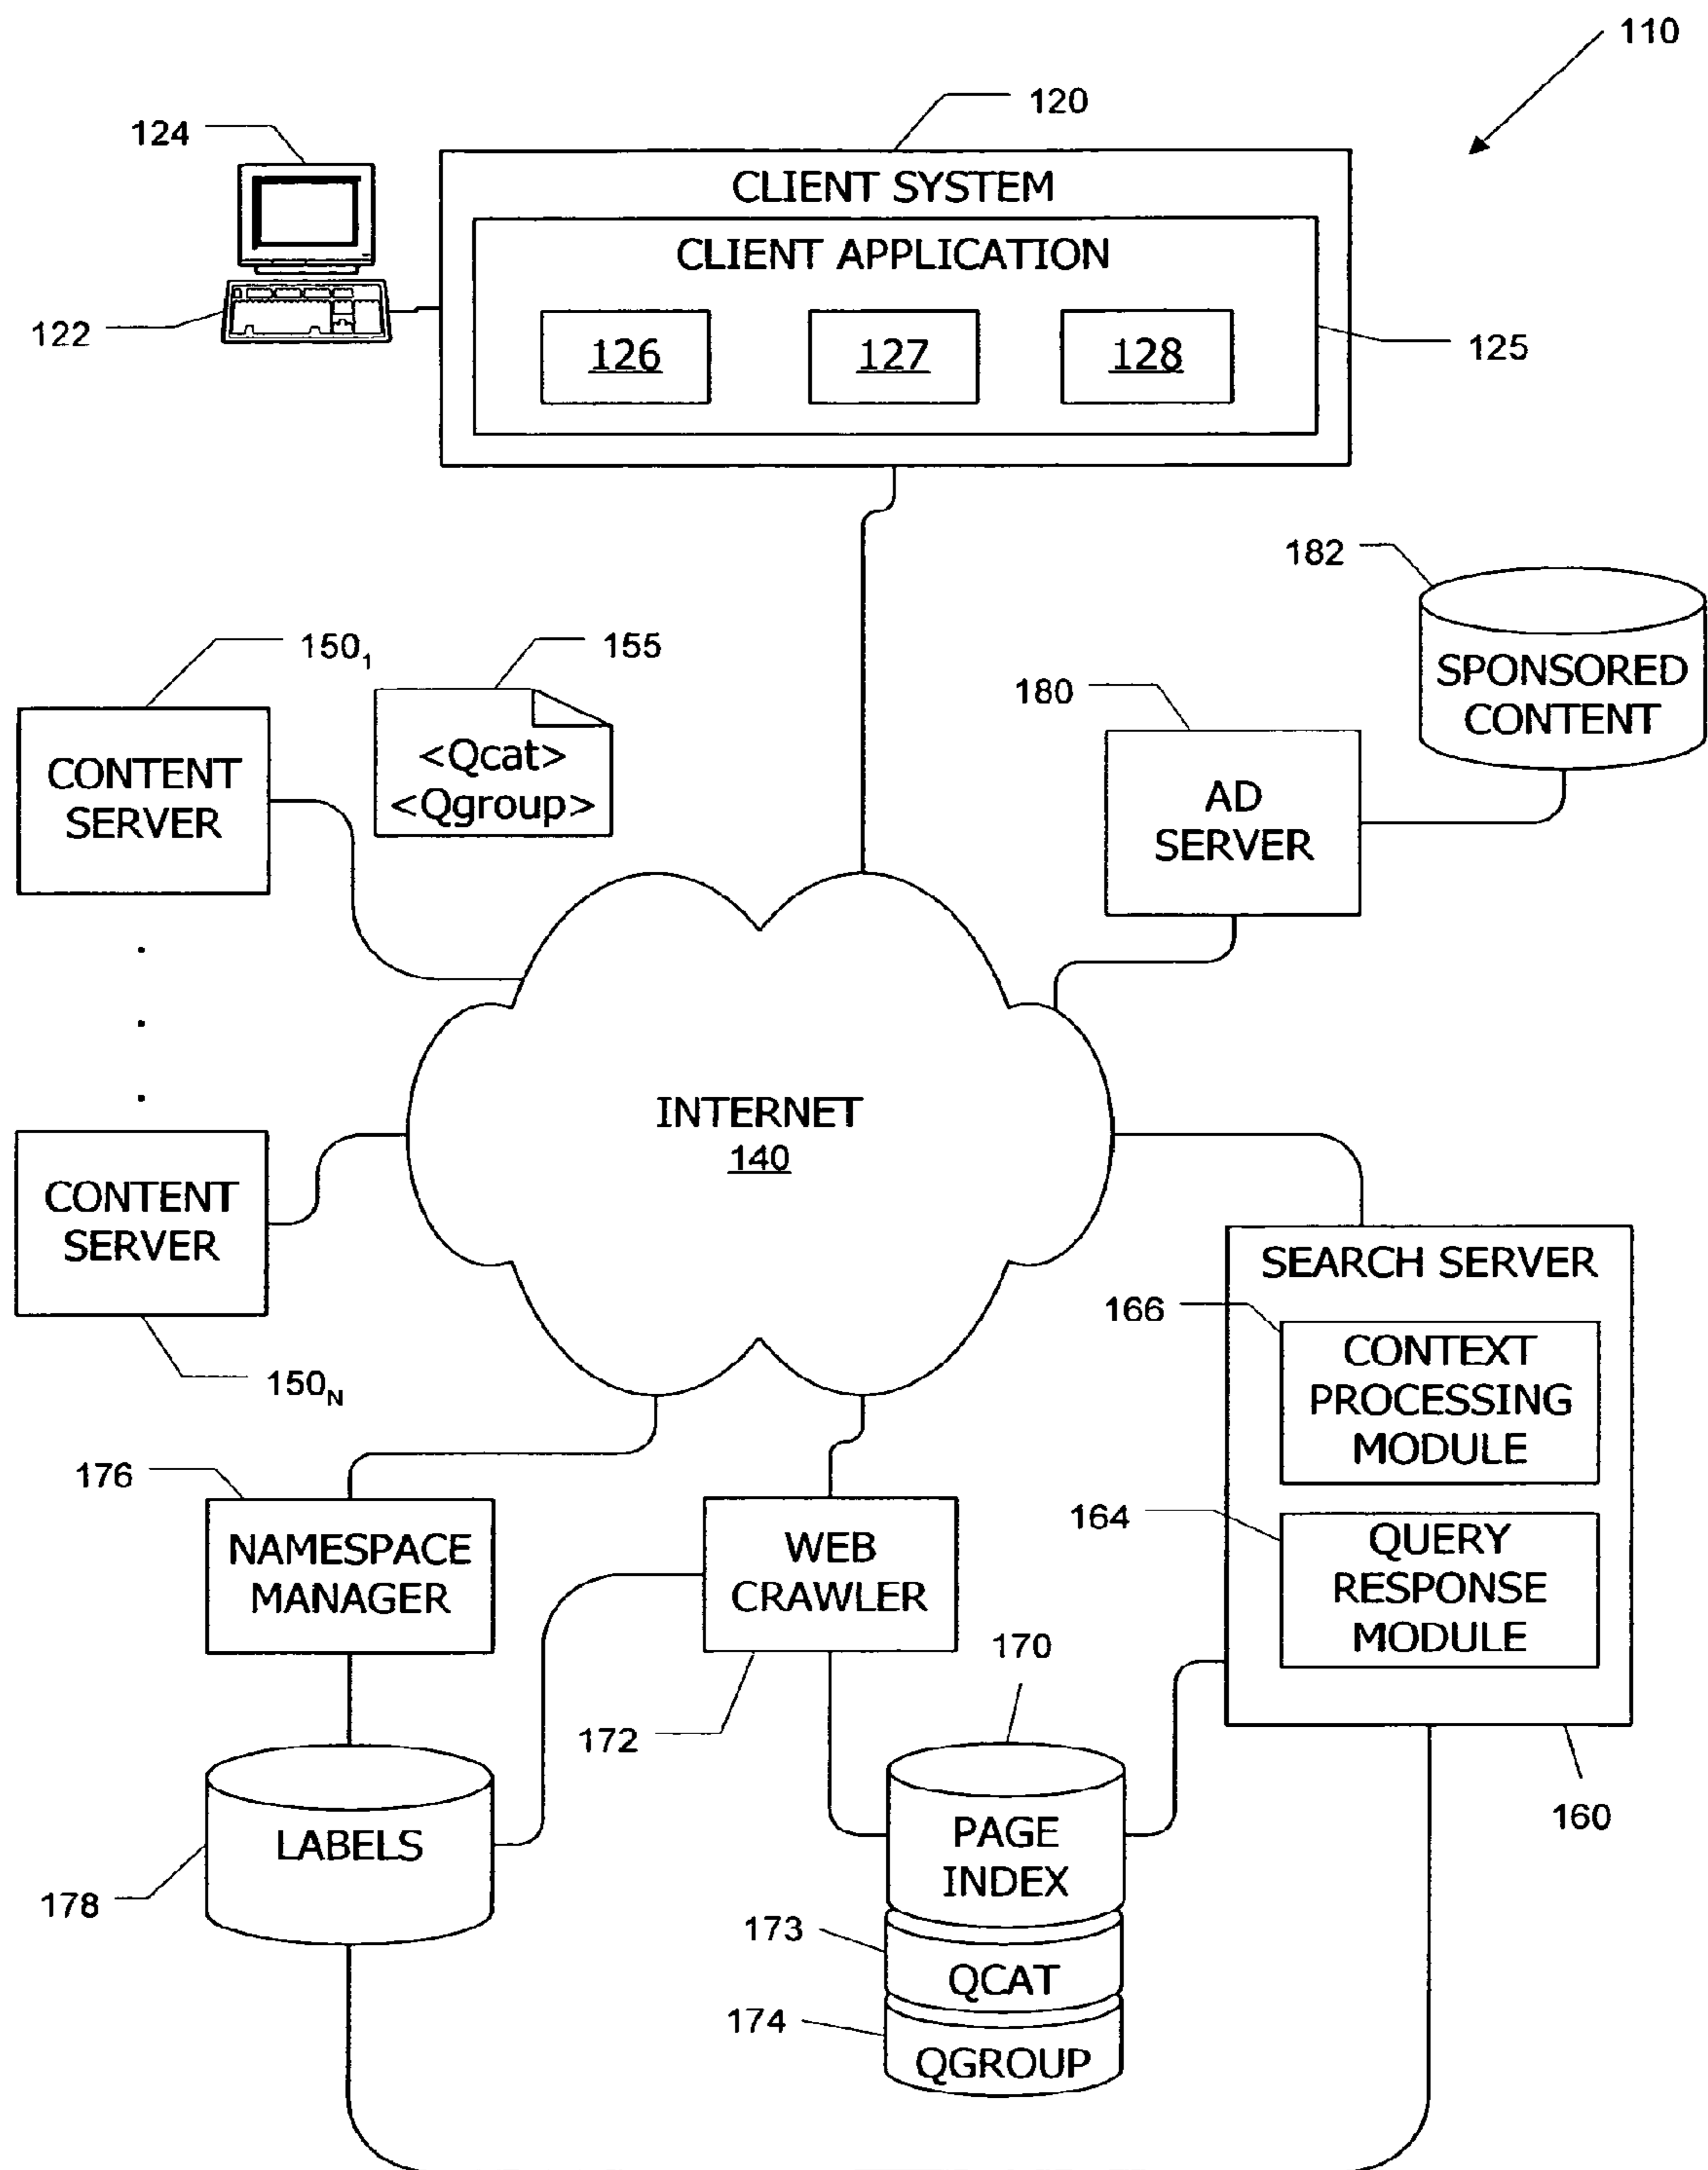 110
120
124
CLIENT SYSTEM
CLIENT APPLICATION
122
126
127
128
125
182
150₁
155
SPONSORED
CONTENT
180
<Qcat>
<Qgroup>
CONTENT
SERVER
AD
SERVER
INTERNET
140
CONTENT
SERVER
150N
SEARCH SERVER
166
CONTEXT
PROCESSING
MODULE
164
QUERY
RESPONSE
MODULE
176
NAMESPACE
MANAGER
WEB
CRAWLER
170
172
160
LABELS
178
PAGE
INDEX
173
QCAT
174
QGROUP